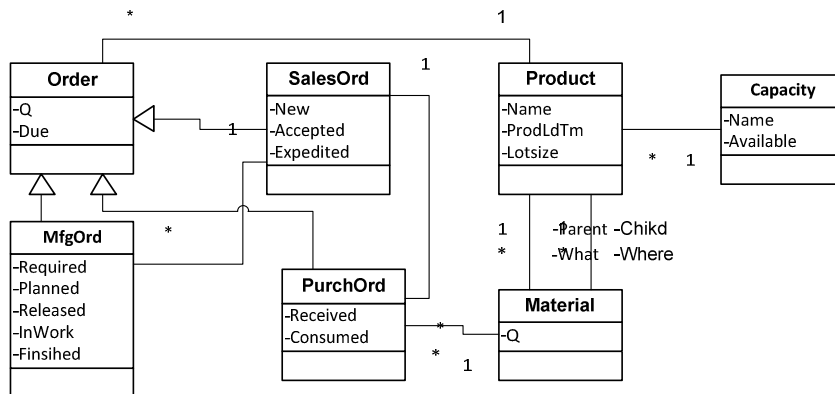 *
1
Order
-Q
-Due
SalesOrd
-New
-Accepted
-Expedited
1
1
Product
-Name
-ProdLdTm
-Lotsize
Capacity
-Name
-Available
*
1
MfgOrd
-Required
-Planned
-Released
-InWork
-Finsihed
*
PurchOrd
-Received
-Consumed
1
1
-Parent
-Chikd
*
*
-What
-Where
Material
-Q
*
*
1